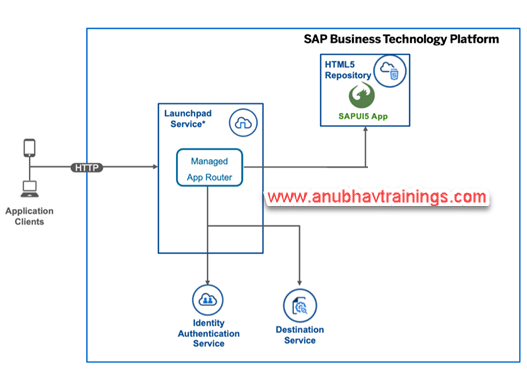 SAP Business Technology Platform
HTML5
Repository
SAPUI5 App
Launchpad
Service*
Managed
App Router
HTTP
www.anubhavtrainings.com
Application
Clients
Identity
Authentication
Service
Destination
Service